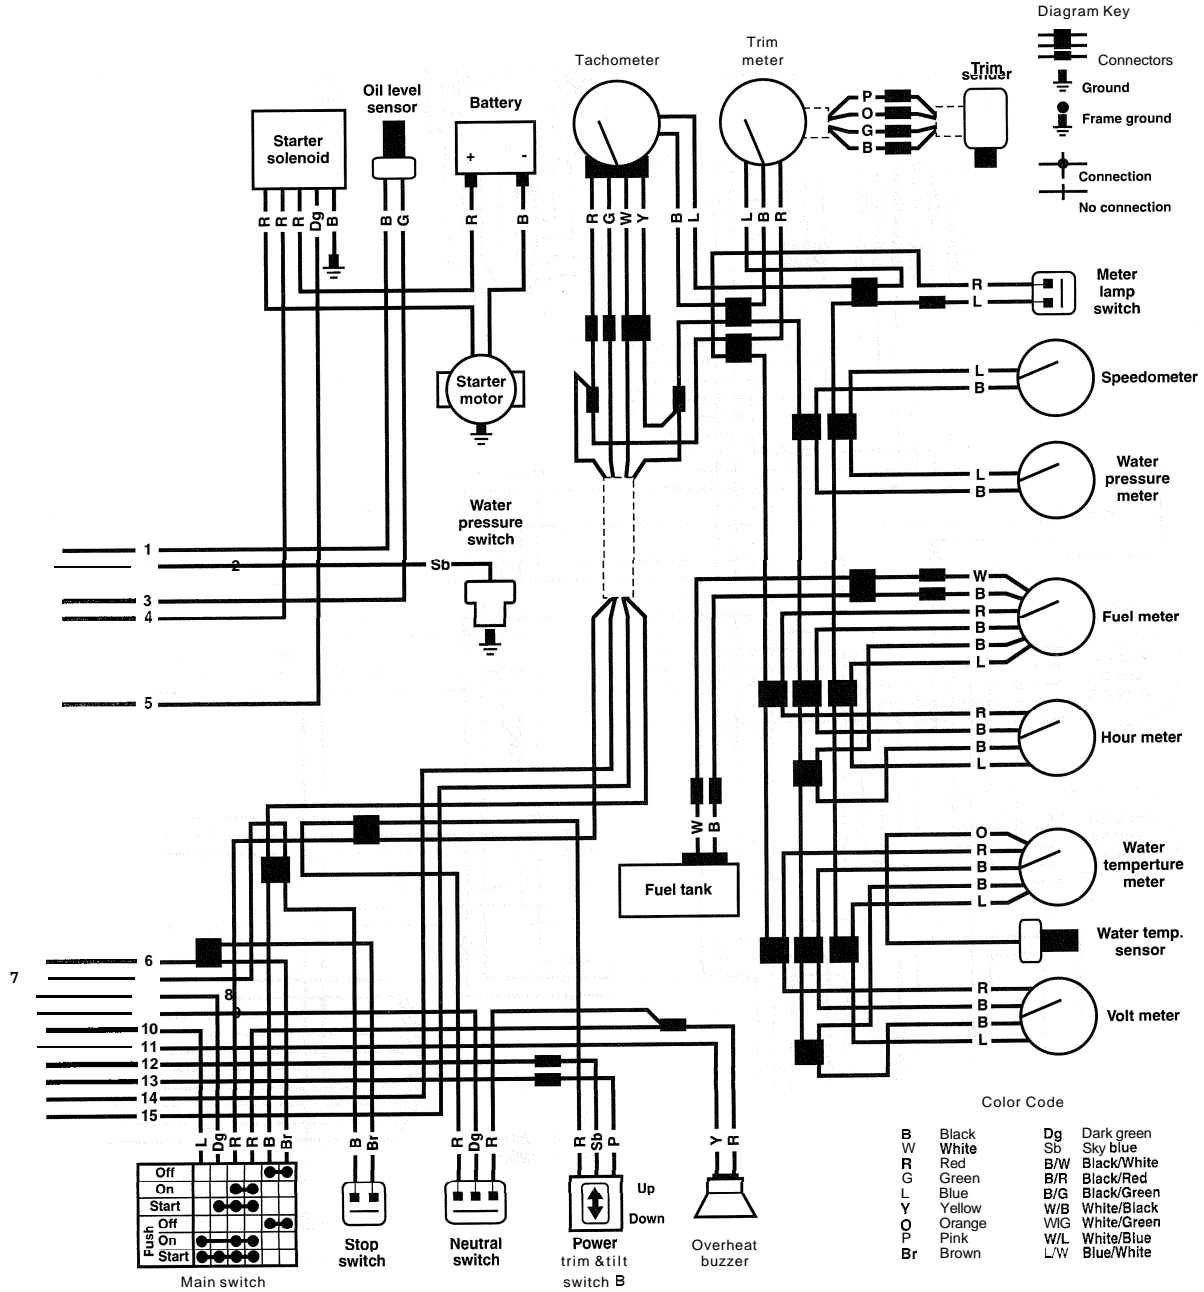 Diagram Key
Connectors
Ground
Frame ground
Connection
No connection
Tachometer
Trim
meter
Trim
sender
P
O
G
B
Oil level
sensor
Battery
+ -
Starter
solenoid
R R R Dg B
B G
R
B
R G W Y
B L
L B R
R
L
Meter
lamp
switch
Starter
motor
L
B
Speedometer
L
B
Water
pressure
meter
Water
pressure
switch
Sb
1
2
3
4
5
W
B
R
B
B
L
Fuel meter
R
B
B
L
Hour meter
W B
Fuel tank
O
R
B
B
L
Water
temperture
meter
Water temp.
sensor
R
B
B
L
Volt meter
6
7
8
9
10
11
12
13
14
15
L Dg R R B Br
B Br
R Dg R
R Sb P
Y R
Off
On
Start
Push
Off
On
Start
Main switch
Stop
switch
Neutral
switch
Up
Down
Power
trim &tilt
switch B
Overheat
buzzer
Color Code
B Black
W White
R Red
G Green
L Blue
Y Yellow
O Orange
P Pink
Br Brown
Dg Dark green
Sb Sky blue
B/W Black/White
B/R Black/Red
B/G Black/Green
W/B White/Black
WIG White/Green
W/L White/Blue
L/W Blue/White